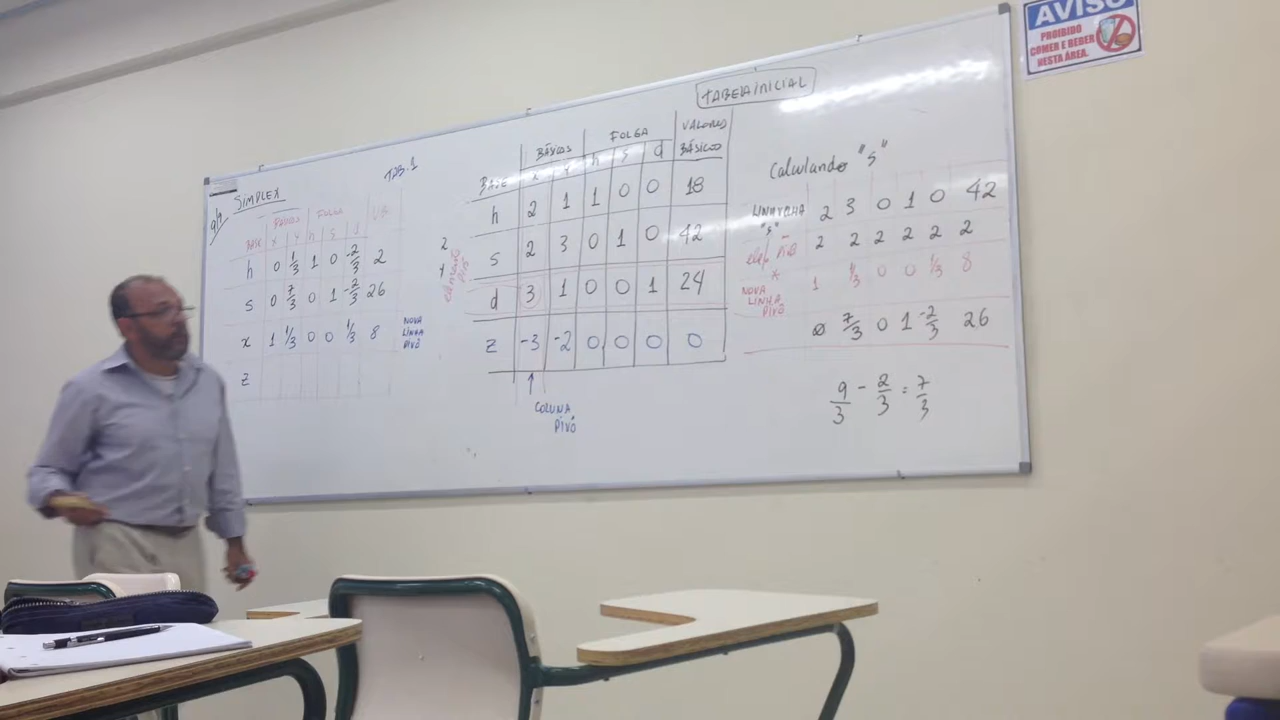 AVISO
PROIBIDO
COMER E BEBER
NESTA ÁREA.
SIMPLEX
TAB.1
BÁSICOS FOLGA V.B
BASE x y h s d
h 0 1/3 1 0 -2/3 2
s 0 7/3 0 1 -2/3 26
x 1 1/3 0 0 1/3 8
z
NOVA
LINHA
PIVÔ
TABELA INICIAL
BÁSICOS FOLGA VALORES
BÁSICO
BASE x y h s d
h 2 1 1 0 0 18
s 2 3 0 1 0 42
d 3 1 0 0 1 24
z -3 -2 0 0 0 0
COLUNA
PIVÔ
Calculando "s"
2 3 0 1 0 42
"s"
2 2 2 2 2 2
*
NOVA
LINHA
PIVÔ
1 1/3 0 0 1/3 8
0 7/3 0 1 -2/3 26
9/3 - 2/3 = 7/3